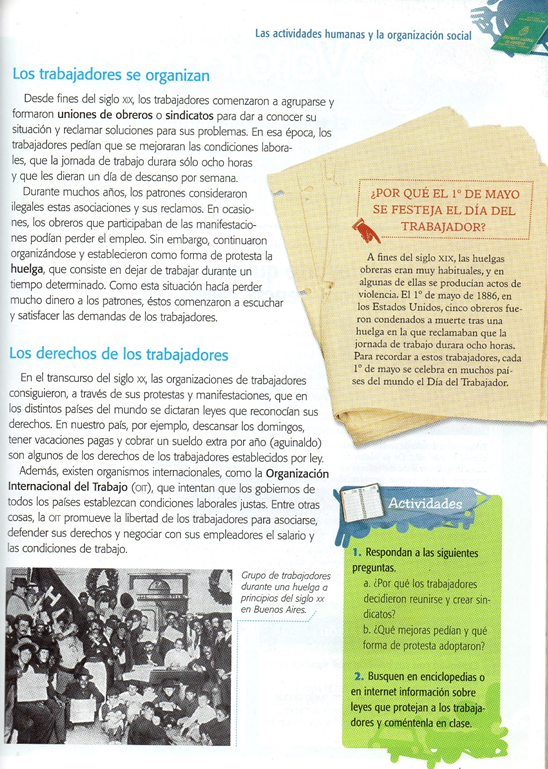 Las actividades humanas y la organización social
Los trabajadores se organizan
Desde fines del siglo XIX, los trabajadores comenzaron a agruparse y
formaron uniones de obreros o sindicatos para dar a conocer su
situación y reclamar soluciones para sus problemas. En esa época, los
trabajadores pedían que se mejoraran las condiciones labora-
les, que la jornada de trabajo durara sólo ocho horas
y que les dieran un día de descanso por semana.
Durante muchos años, los patrones consideraron
ilegales estas asociaciones y sus reclamos. En ocasio-
nes, los obreros que participaban de las manifestacio-
nes podían perder el empleo. Sin embargo, continuaron
organizándose y establecieron como forma de protesta la
huelga, que consiste en dejar de trabajar durante un
tiempo determinado. Como esta situación hacía perder
mucho dinero a los patrones, éstos comenzaron a escuchar
y satisfacer las demandas de los trabajadores.
¿POR QUÉ EL 1º DE MAYO
SE FESTEJA EL DÍA DEL
TRABAJADOR?
A fines del siglo XIX, las huelgas
obreras eran muy habituales, y en
algunas de ellas se producían actos de
violencia. El 1º de mayo de 1886, en
los Estados Unidos, cinco obreros fue-
ron condenados a muerte tras una
huelga en la que reclamaban que la
jornada de trabajo durara ocho horas.
Para recordar a estos trabajadores, cada
1º de mayo se celebra en muchos paí-
ses del mundo el Día del Trabajador.
Los derechos de los trabajadores
En el transcurso del siglo XX, las organizaciones de trabajadores
consiguieron, a través de sus protestas y manifestaciones, que en
los distintos países del mundo se dictaran leyes que reconocían sus
derechos. En nuestro país, por ejemplo, descansar los domingos,
tener vacaciones pagas y cobrar un sueldo extra por año (aguinaldo)
son algunos de los derechos de los trabajadores establecidos por ley.
Además, existen organismos internacionales, como la Organización
Internacional del Trabajo (OIT), que intentan que los gobiernos de
todos los países establezcan condiciones laborales justas. Entre otras
cosas, la OIT promueve la libertad de los trabajadores para asociarse,
defender sus derechos y negociar con sus empleadores el salario y
las condiciones de trabajo.
Grupo de trabajadores
durante una huelga a
principios del siglo XX
en Buenos Aires.
Actividades
1. Respondan a las siguientes
preguntas.
a. ¿Por qué los trabajadores
decidieron reunirse y crear sin-
dicatos?
b. ¿Qué mejoras pedían y qué
forma de protesta adoptaron?
2. Busquen en enciclopedias o
en internet información sobre
leyes que protejan a los trabaja-
dores y coméntenla en clase.